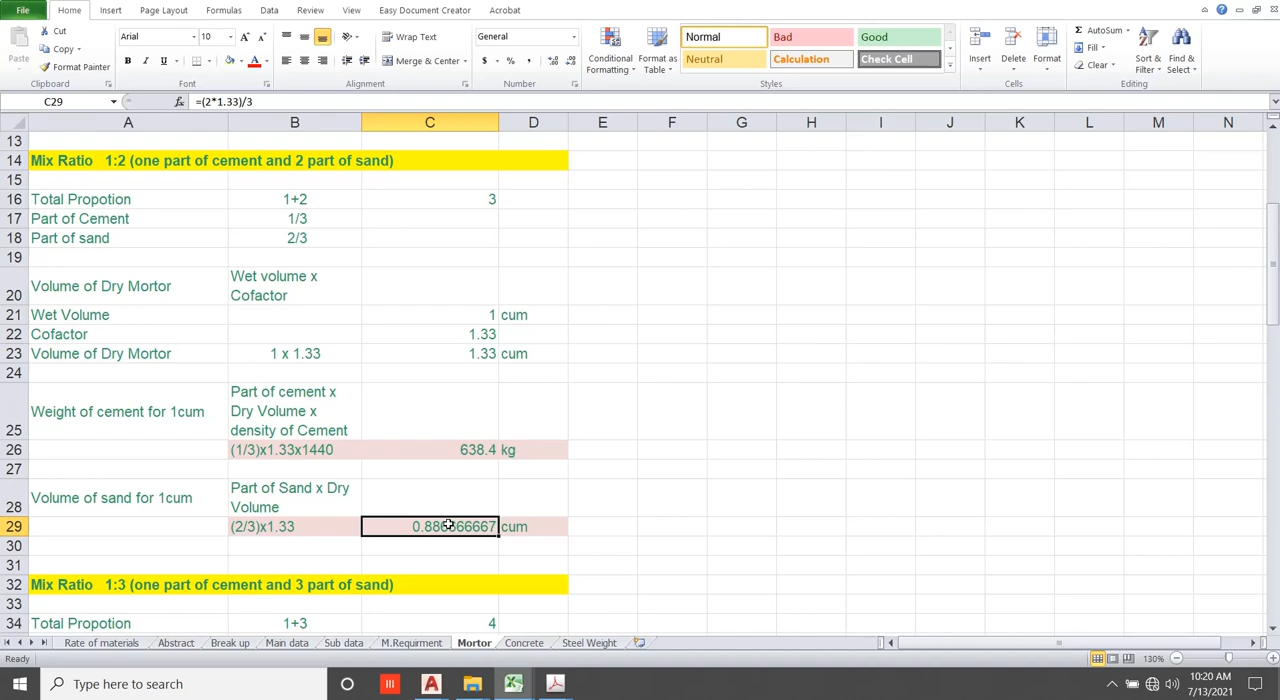 File Home Insert Page Layout Formulas Data Review View Easy Document Creator Acrobat
Paste Cut Copy Format Painter Clipboard
Arial 10 Font
Wrap Text Merge & Center Alignment
General $ % , Number
Conditional Formatting Format as Table Normal Bad Good Neutral Calculation Check Cell Styles
Insert Delete Format Cells
Σ AutoSum Fill Clear Sort & Filter Find & Select Editing
C29 fx =(2*1.33)/3
A B C D E F G H I J K L M N
13
14 Mix Ratio 1:2 (one part of cement and 2 part of sand)
15
16 Total Propotion 1+2 3
17 Part of Cement 1/3
18 Part of sand 2/3
19
20 Volume of Dry Mortor Wet volume x Cofactor
21 Wet Volume 1 cum
22 Cofactor 1.33
23 Volume of Dry Mortor 1 x 1.33 1.33 cum
24
25 Weight of cement for 1cum Part of cement x Dry Volume x density of Cement
26 (1/3)x1.33x1440 638.4 kg
27
28 Volume of sand for 1cum Part of Sand x Dry Volume
29 (2/3)x1.33 0.886666667 cum
30
31
32 Mix Ratio 1:3 (one part of cement and 3 part of sand)
33
34 Total Propotion 1+3 4
Rate of materials Abstract Break up Main data Sub data M.Requirment Mortor Concrete Steel Weight
Ready 130%
Type here to search 10:20 AM
7/13/2021